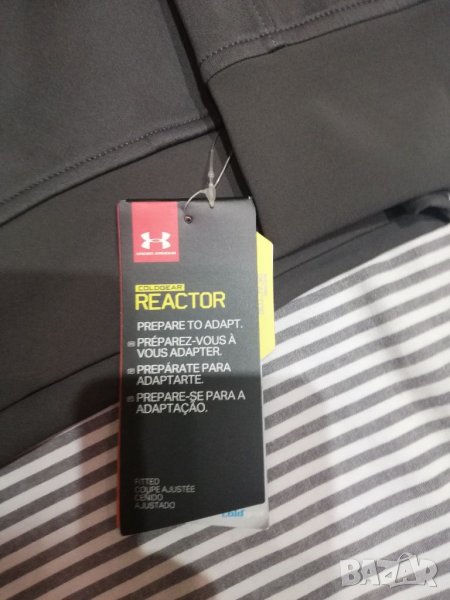 UNDER ARMOUR
COLDGEAR
REACTOR
PREPARE TO ADAPT.
PRÉPAREZ-VOUS À
VOUS ADAPTER.
PREPÁRATE PARA
ADAPTARTE.
PREPARE-SE PARA A
ADAPTAÇÃO.
FITTED
COUPE AJUSTÉE
CEÑIDO
AJUSTADO
BAZAR